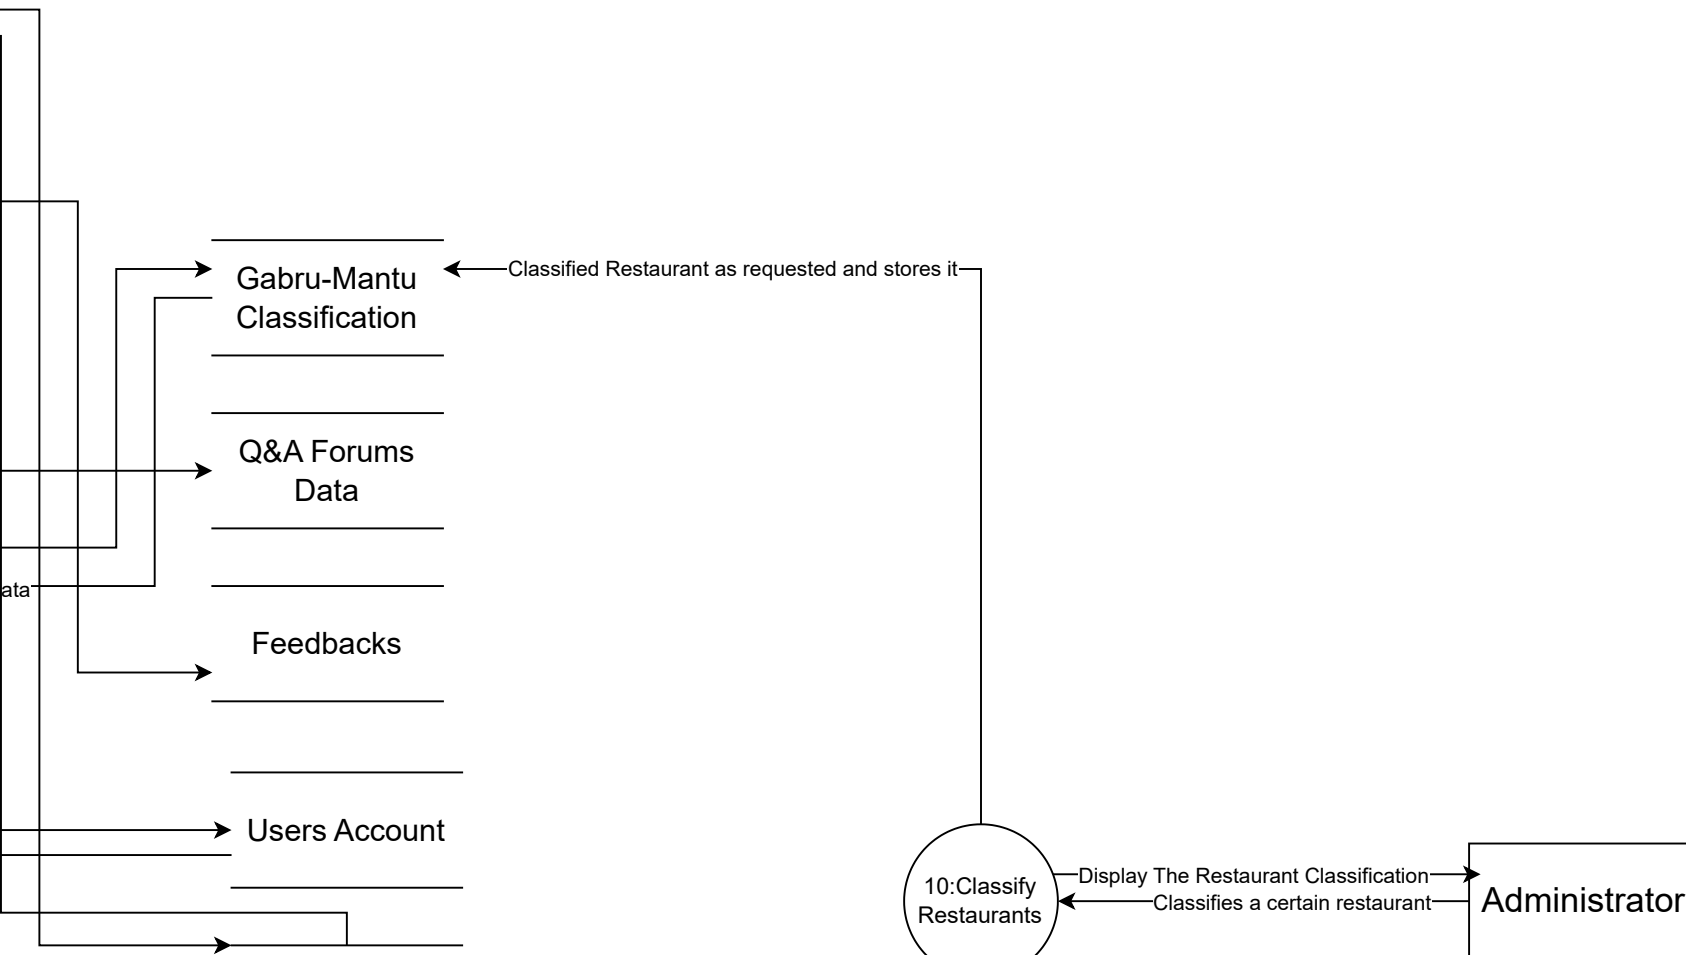 Gabru-Mantu
Classification
Classified Restaurant as requested and stores it
Q&A Forums
Data
ata
Feedbacks
Users Account
10:Classify
Restaurants
Display The Restaurant Classification
Classifies a certain restaurant
Administrator